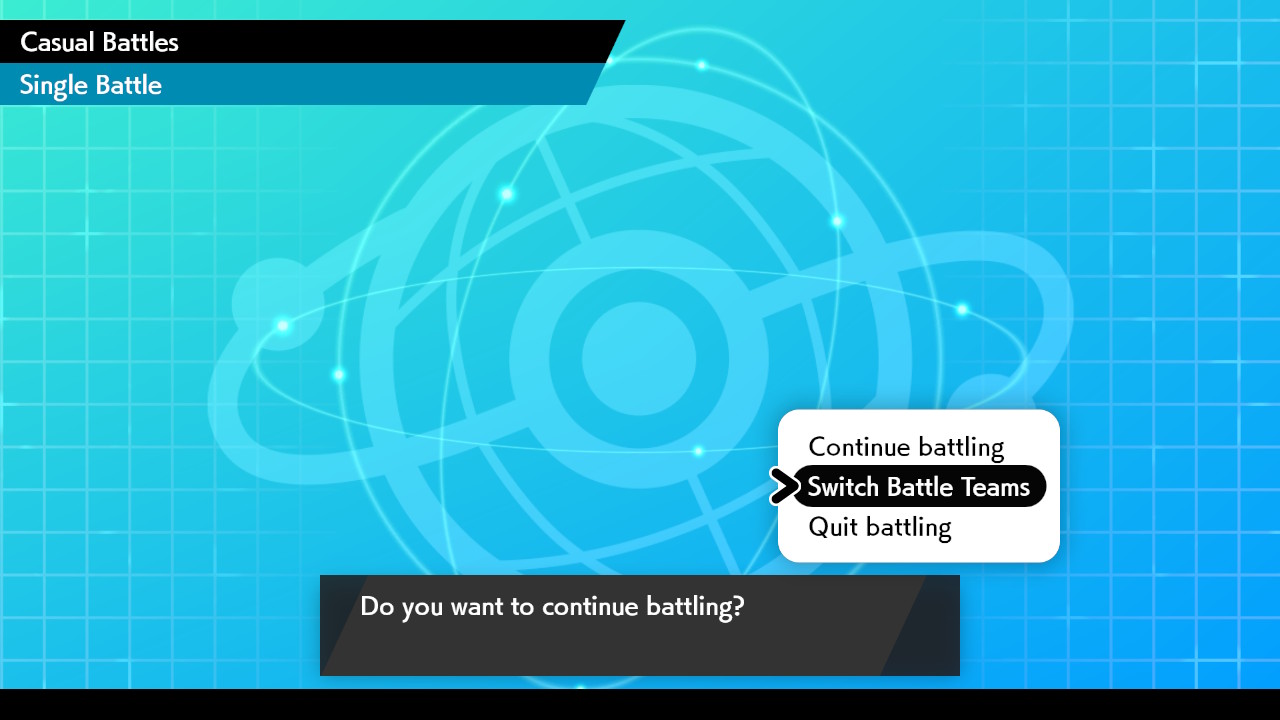 Casual Battles
Single Battle
Continue battling
Switch Battle Teams
Quit battling
Do you want to continue battling?